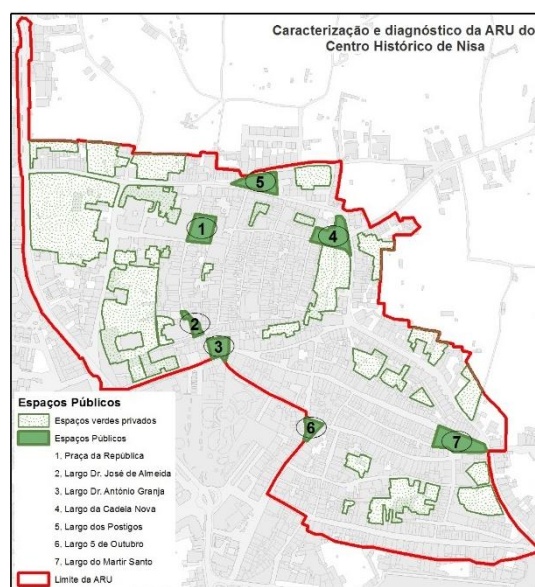 Caracterização e diagnóstico da ARU do
Centro Histórico de Nisa
5
1
4
2
3
6
7
Espaços Públicos
Espaços verdes privados
Espaços Públicos
1, Praça da República
2, Largo Dr. José de Almeida
3, Largo Dr. António Granja
4, Largo da Cadeia Nova
5, Largo dos Postigos
6, Largo 5 de Outubro
7, Largo do Martir Santo
Limite da ARU